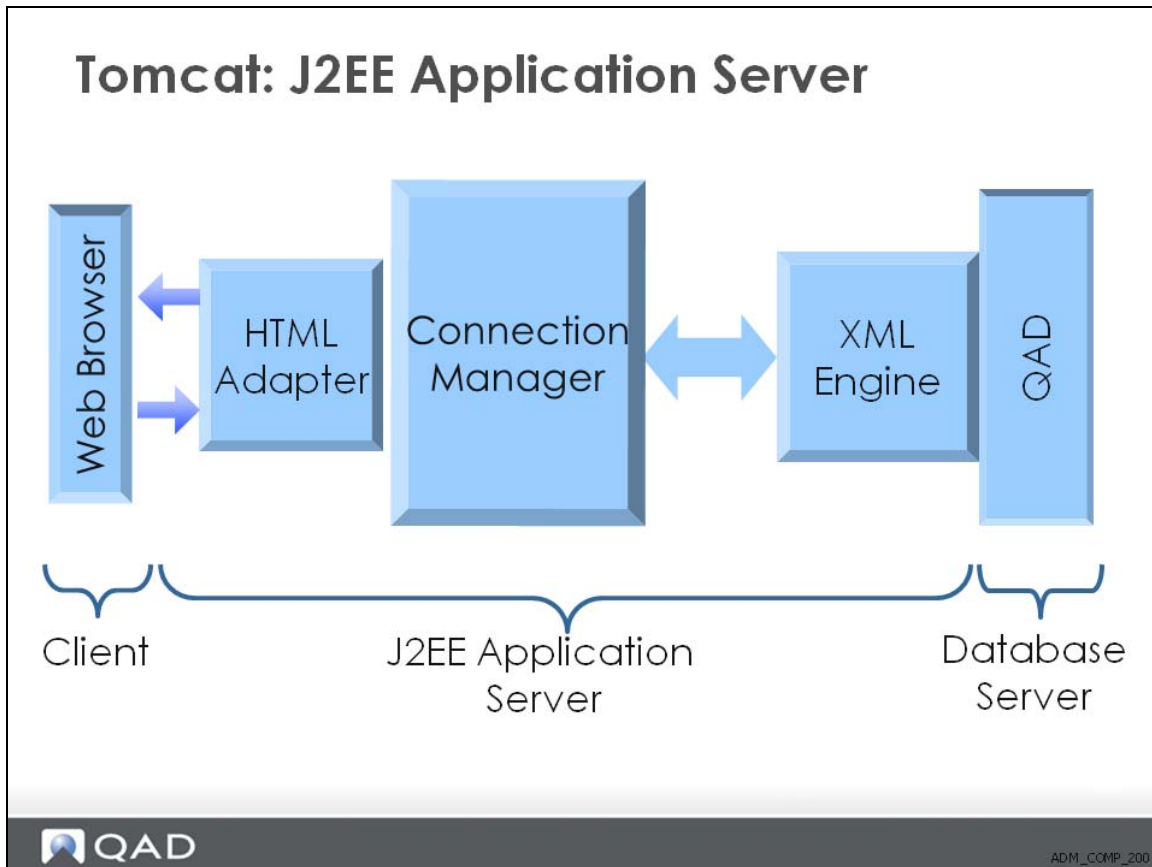 Tomcat: J2EE Application Server
Web Browser
HTML
Adapter
Connection
Manager
XML
Engine
QAD
Client
J2EE Application
Server
Database
Server
QAD
ADM_COMP_200